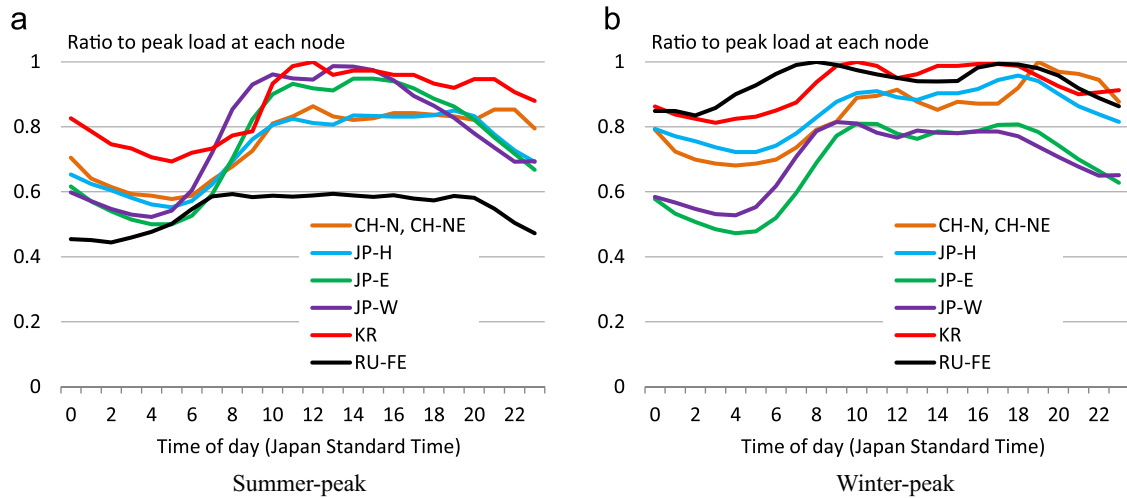 a
Ratio to peak load at each node
1
0.8
0.6
0.4
0.2
0
CH-N, CH-NE
JP-H
JP-E
JP-W
KR
RU-FE
0 2 4 6 8 10 12 14 16 18 20 22
Time of day (Japan Standard Time)
Summer-peak
b
Ratio to peak load at each node
1
0.8
0.6
0.4
0.2
0
CH-N, CH-NE
JP-H
JP-E
JP-W
KR
RU-FE
0 2 4 6 8 10 12 14 16 18 20 22
Time of day (Japan Standard Time)
Winter-peak